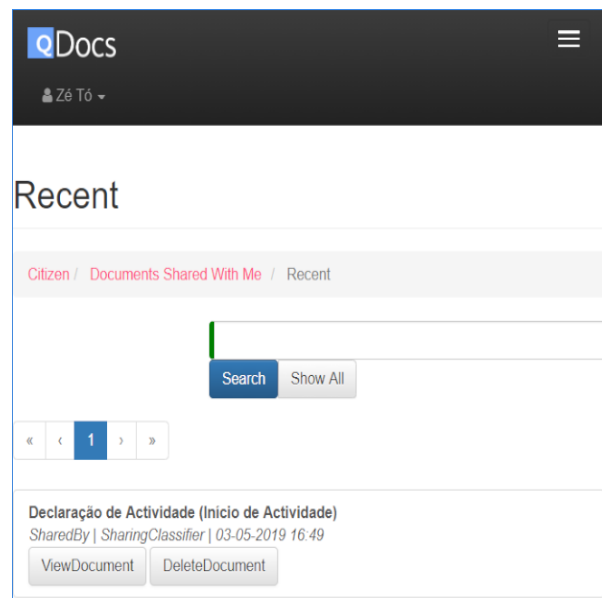 QDocs
Zé Tó
Recent
Citizen / Documents Shared With Me / Recent
Search Show All
« ‹ 1 › »
Declaração de Actividade (Inicio de Actividade)
SharedBy | SharingClassifier | 03-05-2019 16:49
ViewDocument DeleteDocument